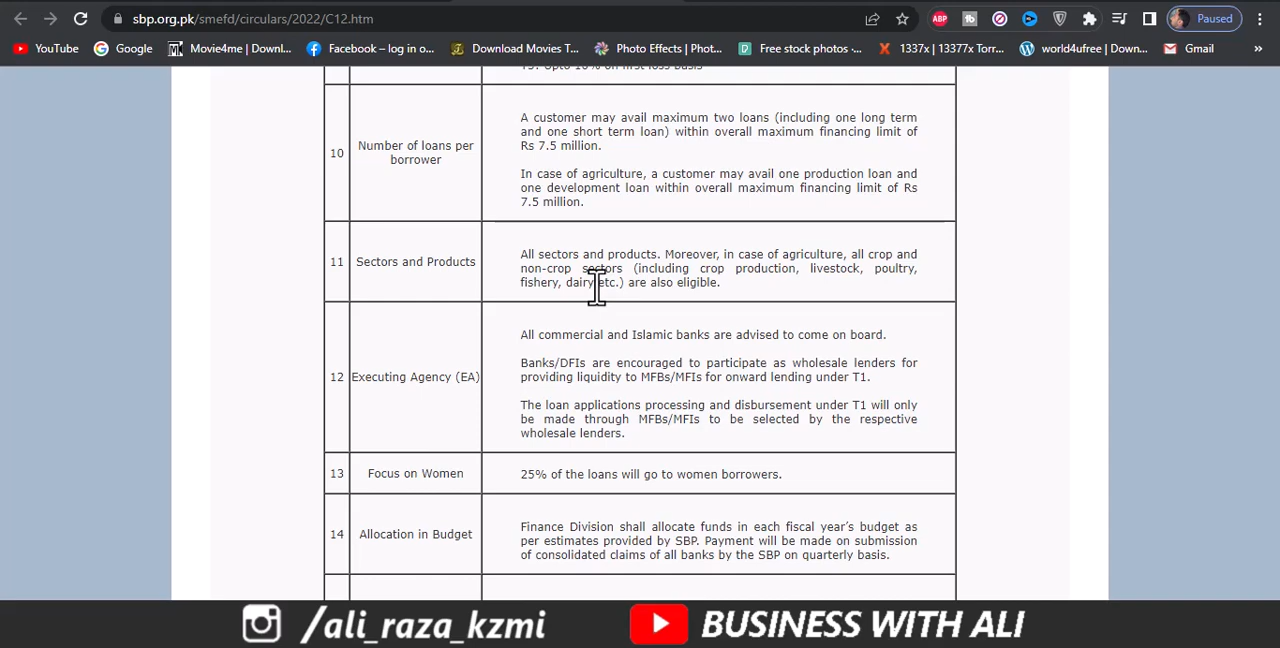 sbp.org.pk/smefd/circulars/2022/C12.htm
ABP
Paused
YouTube
Google
Movie4me | Downl...
Facebook – log in o...
Download Movies T...
Photo Effects | Phot...
Free stock photos -...
1337x | 13377x Torr...
world4ufree | Down...
Gmail
»
T3: Upto 10% on first loss basis
10
Number of loans per
borrower
A customer may avail maximum two loans (including one long term
and one short term loan) within overall maximum financing limit of
Rs 7.5 million.
In case of agriculture, a customer may avail one production loan and
one development loan within overall maximum financing limit of Rs
7.5 million.
11
Sectors and Products
All sectors and products. Moreover, in case of agriculture, all crop and
non-crop sectors (including crop production, livestock, poultry,
fishery, dairy etc.) are also eligible.
12
Executing Agency (EA)
All commercial and Islamic banks are advised to come on board.
Banks/DFIs are encouraged to participate as wholesale lenders for
providing liquidity to MFBs/MFIs for onward lending under T1.
The loan applications processing and disbursement under T1 will only
be made through MFBs/MFIs to be selected by the respective
wholesale lenders.
13
Focus on Women
25% of the loans will go to women borrowers.
14
Allocation in Budget
Finance Division shall allocate funds in each fiscal year's budget as
per estimates provided by SBP. Payment will be made on submission
of consolidated claims of all banks by the SBP on quarterly basis.
/ali_raza_kzmi
BUSINESS WITH ALI